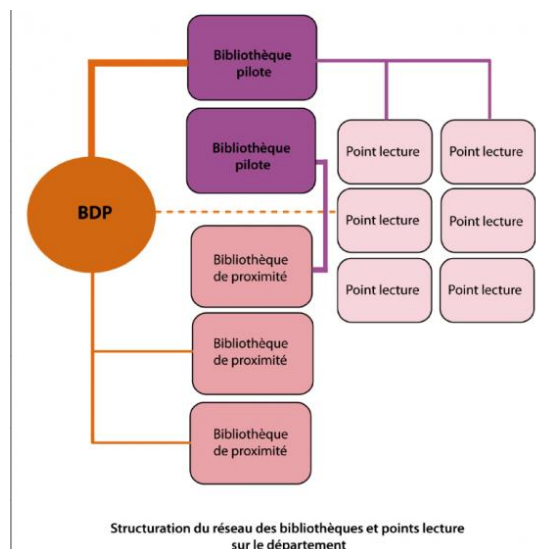 Bibliothèque
pilote
Bibliothèque
pilote
Point lecture
Point lecture
BDP
Point lecture
Point lecture
Bibliothèque
de proximité
Point lecture
Point lecture
Bibliothèque
de proximité
Bibliothèque
de proximité
Structuration du réseau des bibliothèques et points lecture
sur le département